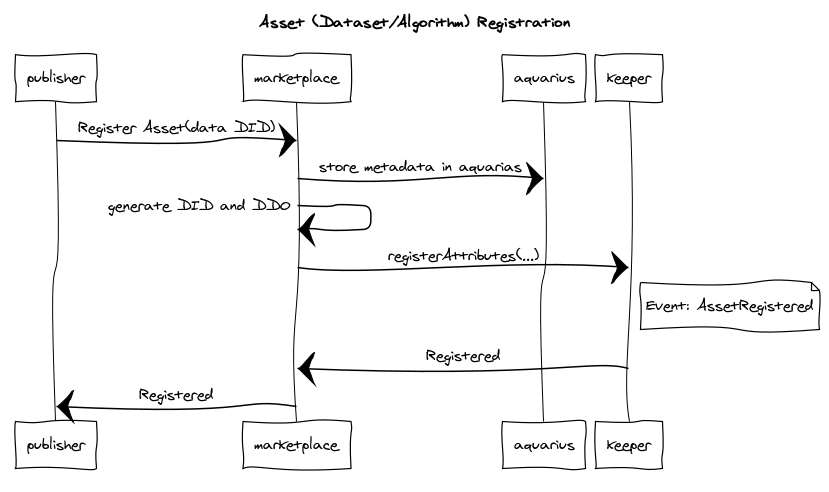 Asset (Dataset/Algorithm) Registration
publisher
marketplace
aquarius
keeper
Register Asset(data DID)
store metadata in aquarias
generate DID and DDO
registerAttributes(...)
Event: AssetRegistered
Registered
Registered
publisher
marketplace
aquarius
keeper